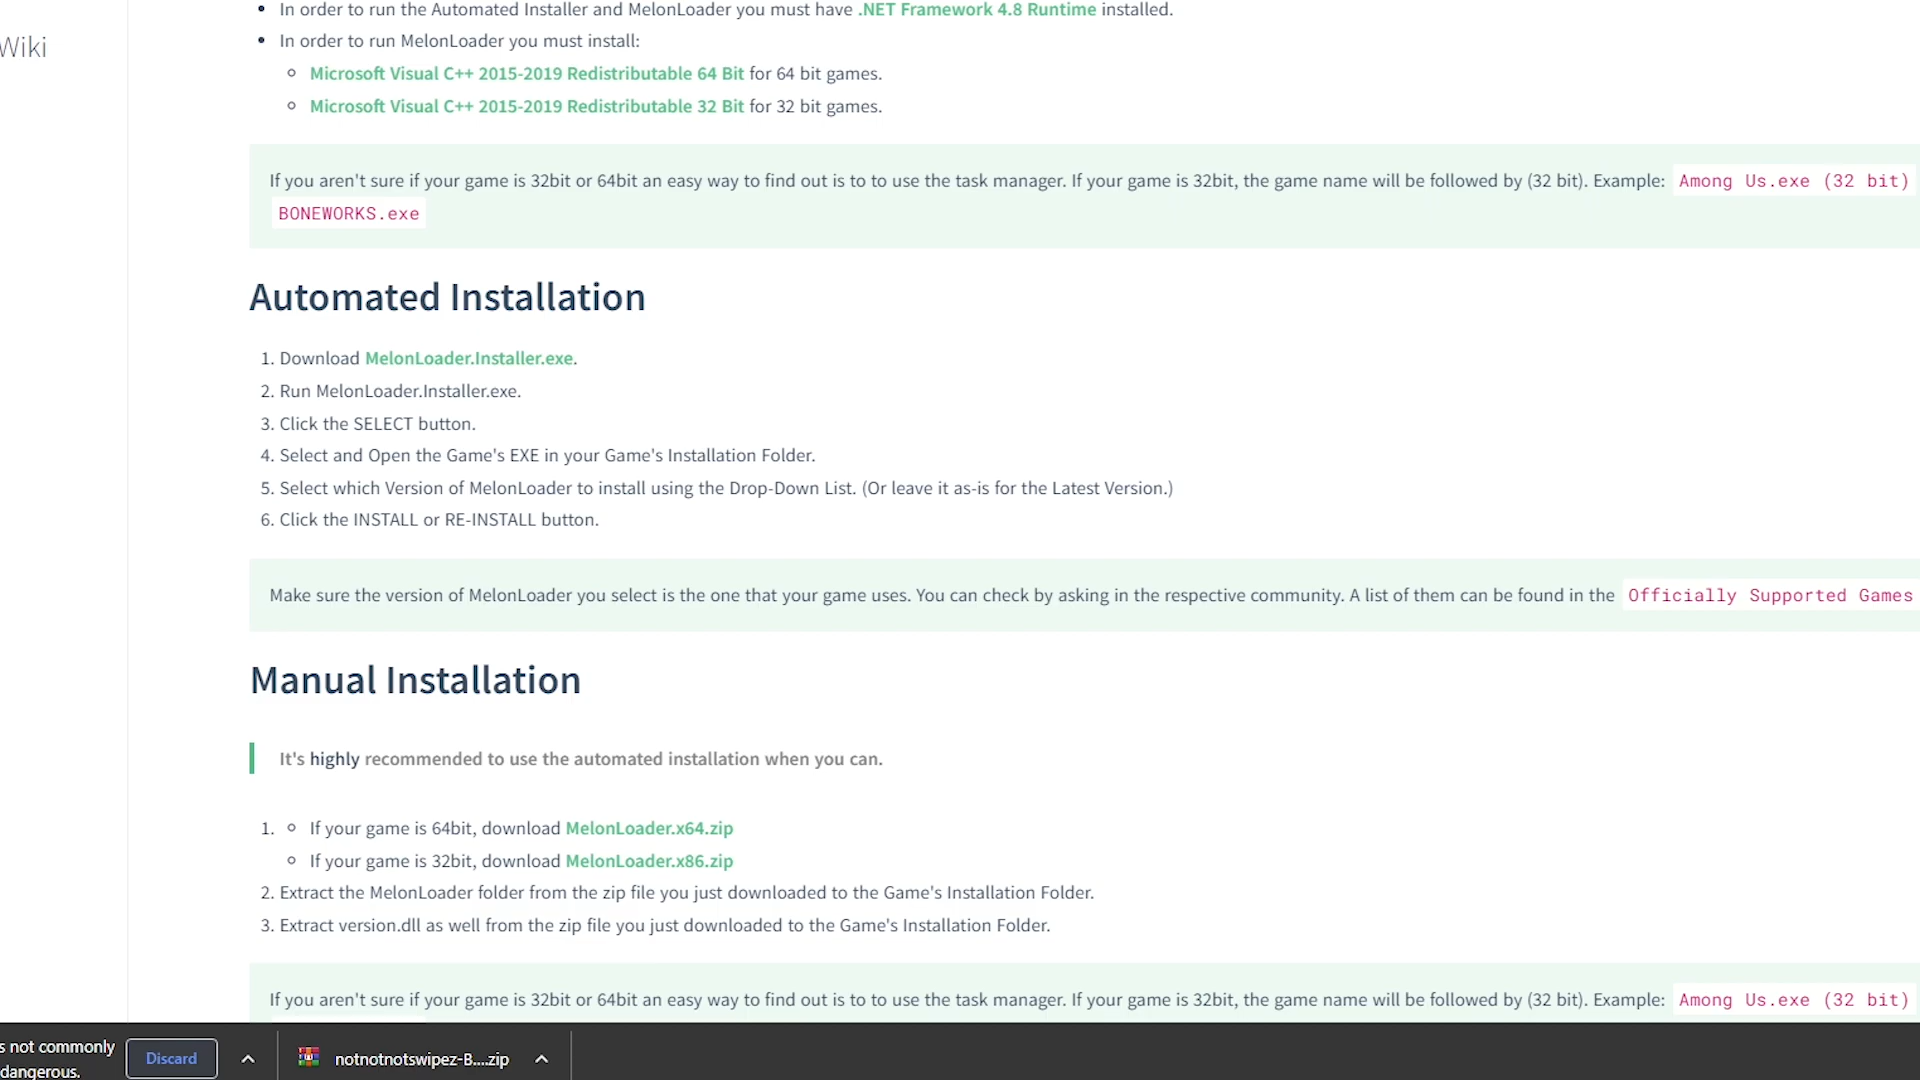 In order to run the Automated Installer and MelonLoader you must have .NET Framework 4.8 Runtime installed.
Wiki
In order to run MelonLoader you must install:
Microsoft Visual C++ 2015-2019 Redistributable 64 Bit for 64 bit games.
Microsoft Visual C++ 2015-2019 Redistributable 32 Bit for 32 bit games.
If you aren't sure if your game is 32bit or 64bit an easy way to find out is to to use the task manager. If your game is 32bit, the game name will be followed by (32 bit). Example: Among Us.exe (32 bit)
BONEWORKS.exe
Automated Installation
1. Download MelonLoader.Installer.exe.
2. Run MelonLoader.Installer.exe.
3. Click the SELECT button.
4. Select and Open the Game's EXE in your Game's Installation Folder.
5. Select which Version of MelonLoader to install using the Drop-Down List. (Or leave it as-is for the Latest Version.)
6. Click the INSTALL or RE-INSTALL button.
Make sure the version of MelonLoader you select is the one that your game uses. You can check by asking in the respective community. A list of them can be found in the Officially Supported Games
Manual Installation
It's highly recommended to use the automated installation when you can.
1. If your game is 64bit, download MelonLoader.x64.zip
If your game is 32bit, download MelonLoader.x86.zip
2. Extract the MelonLoader folder from the zip file you just downloaded to the Game's Installation Folder.
3. Extract version.dll as well from the zip file you just downloaded to the Game's Installation Folder.
If you aren't sure if your game is 32bit or 64bit an easy way to find out is to to use the task manager. If your game is 32bit, the game name will be followed by (32 bit). Example: Among Us.exe (32 bit)
s not commonly
dangerous.
Discard
notnotnotswipez-B....zip